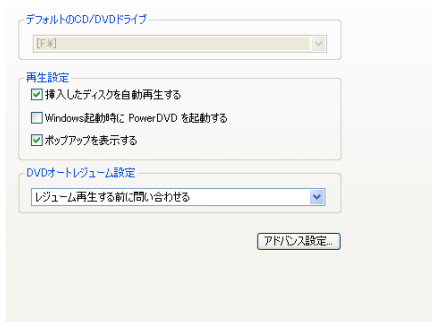 デフォルトのCD/DVDドライブ
[F:¥]
再生設定
挿入したディスクを自動再生する
Windows起動時に PowerDVD を起動する
ポップアップを表示する
DVDオートレジューム設定
レジューム再生する前に問い合わせる
アドバンス設定...